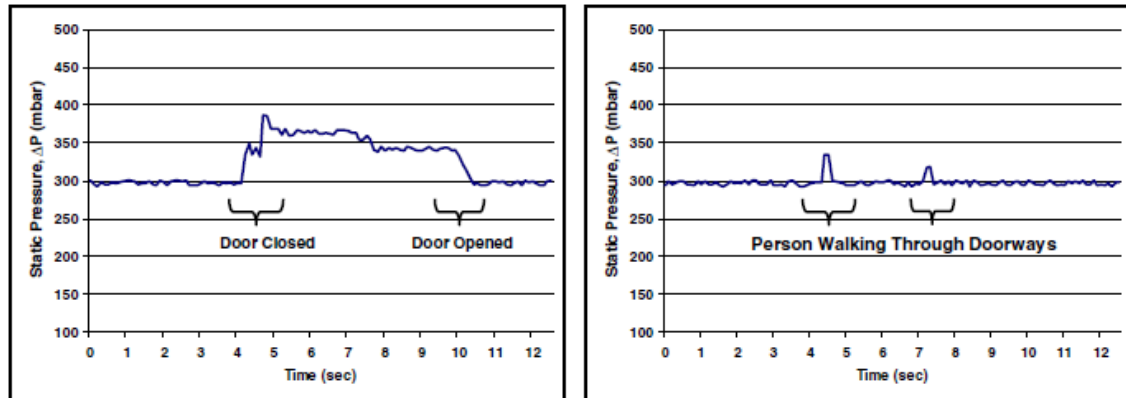 Static Pressure, ΔP (mbar)
500
450
400
350
300
250
200
150
100
Door Closed
Door Opened
0 1 2 3 4 5 6 7 8 9 10 11 12
Time (sec)
Static Pressure, ΔP (mbar)
500
450
400
350
300
250
200
150
100
Person Walking Through Doorways
0 1 2 3 4 5 6 7 8 9 10 11 12
Time (sec)